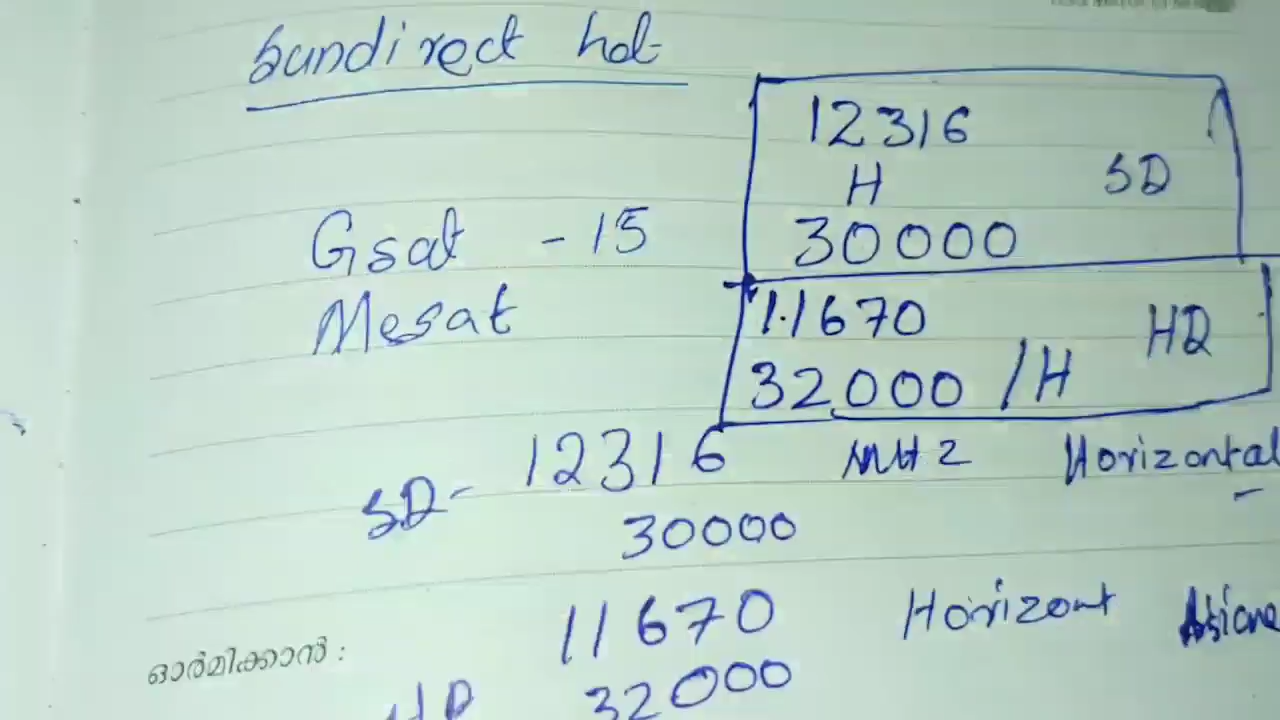 Sundirect hd
12316
H SD
30000
Gsat - 15
Mesat
11670 HD
32000 /H
SD- 12316 MHz Horizontal
30000
11670 Horizont
ഓർമിക്കാൻ :
HD 32000